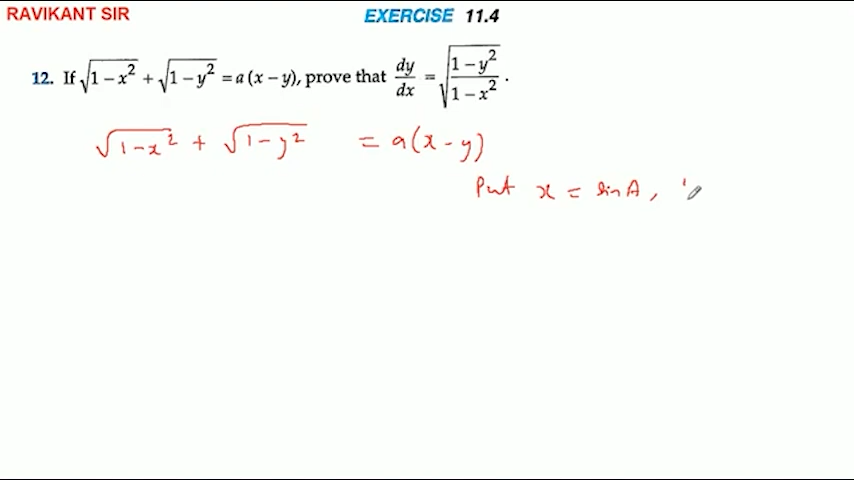 RAVIKANT SIR
EXERCISE 11.4
12. If √(1−x²) + √(1−y²) = a (x − y), prove that dy/dx = √((1−y²)/(1−x²)).
√(1−x²) + √(1−y²) = a(x−y)
Put x = sinA,